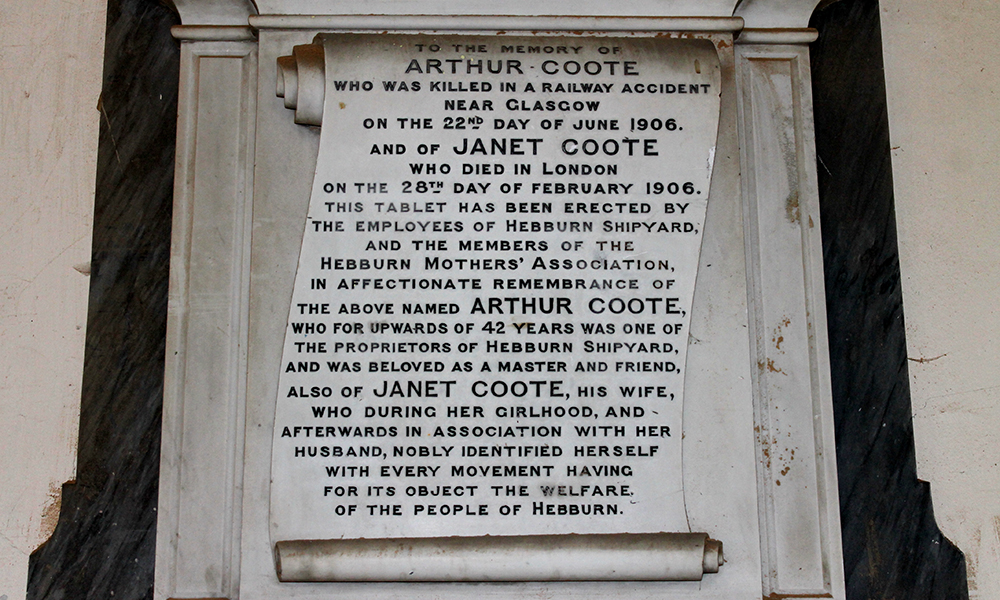 TO THE MEMORY OF
ARTHUR · COOTE
WHO WAS KILLED IN A RAILWAY ACCIDENT
NEAR GLASGOW
ON THE 22ND DAY OF JUNE 1906.
AND OF JANET COOTE
WHO DIED IN LONDON
ON THE 28TH DAY OF FEBRUARY 1906.
THIS TABLET HAS BEEN ERECTED BY
THE EMPLOYEES OF HEBBURN SHIPYARD,
AND THE MEMBERS OF THE
HEBBURN MOTHERS' ASSOCIATION,
IN AFFECTIONATE REMEMBRANCE OF
THE ABOVE NAMED ARTHUR COOTE,
WHO FOR UPWARDS OF 42 YEARS WAS ONE OF
THE PROPRIETORS OF HEBBURN SHIPYARD,
AND WAS BELOVED AS A MASTER AND FRIEND,
ALSO OF JANET COOTE, HIS WIFE,
WHO DURING HER GIRLHOOD, AND
AFTERWARDS IN ASSOCIATION WITH HER
HUSBAND, NOBLY IDENTIFIED HERSELF
WITH EVERY MOVEMENT HAVING
FOR ITS OBJECT THE WELFARE
OF THE PEOPLE OF HEBBURN.